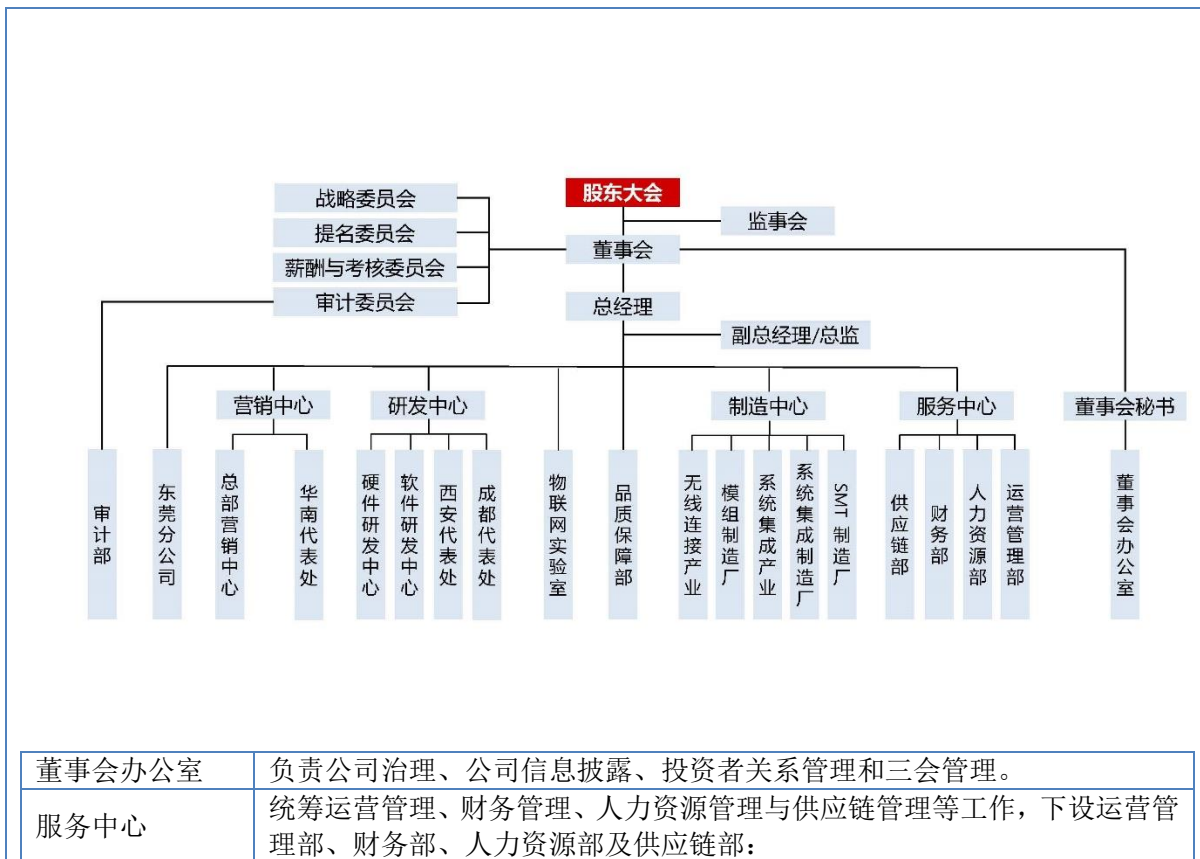 股东大会
战略委员会
监事会
提名委员会
董事会
薪酬与考核委员会
审计委员会
总经理
副总经理/总监
营销中心
研发中心
制造中心
服务中心
董事会秘书
审计部
东莞分公司
总部营销中心
华南代表处
硬件研发中心
软件研发中心
西安代表处
成都代表处
物联网实验室
品质保障部
无线连接产业
模组制造厂
系统集成产业
系统集成制造厂
SMT 制造厂
供应链部
财务部
人力资源部
运营管理部
董事会办公室
董事会办公室 负责公司治理、公司信息披露、投资者关系管理和三会管理。
服务中心 统筹运营管理、财务管理、人力资源管理与供应链管理等工作，下设运营管
理部、财务部、人力资源部及供应链部：